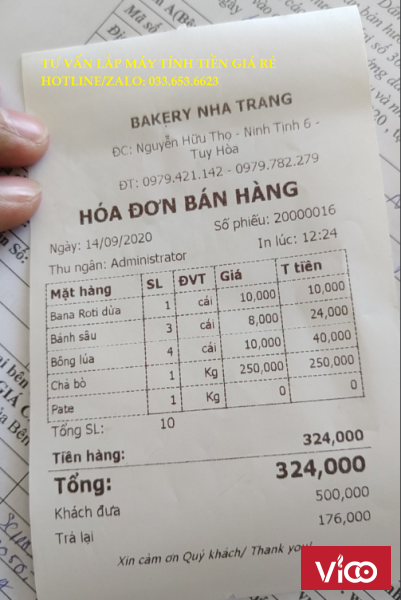 TƯ VẤN LẮP MÁY TÍNH TIỀN GIÁ RẺ
HOTLINE/ZALO: 033.653.6623
BAKERY NHA TRANG
ĐC: Nguyễn Hữu Thọ - Ninh Tịnh 6 -
Tuy Hòa
ĐT: 0979.421.142 - 0979.782.279
HÓA ĐƠN BÁN HÀNG
Số phiếu: 20000016
Ngày: 14/09/2020
In lúc: 12:24
Thu ngân: Administrator
Mặt hàng SL ĐVT Giá T tiền
Bana Roti dừa 1 cái 10,000 10,000
Bánh sâu 3 cái 8,000 24,000
Bông lúa 4 cái 10,000 40,000
Chả bò 1 Kg 250,000 250,000
Pate 1 Kg 0 0
Tổng SL: 10
Tiền hàng: 324,000
Tổng: 324,000
Khách đưa 500,000
Trả lại 176,000
Xin cảm ơn Quý khách/ Thank you!
Vicoo